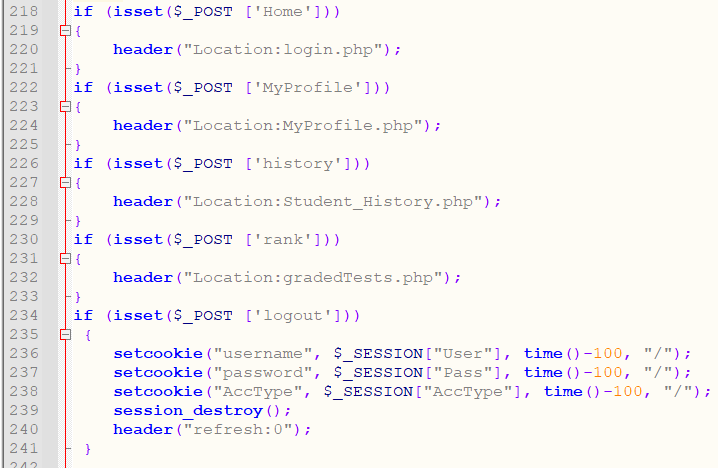 218 if (isset($_POST ['Home']))
219 {
220 header("Location:login.php");
221 }
222 if (isset($_POST ['MyProfile']))
223 {
224 header("Location:MyProfile.php");
225 }
226 if (isset($_POST ['history']))
227 {
228 header("Location:Student_History.php");
229 }
230 if (isset($_POST ['rank']))
231 {
232 header("Location:gradedTests.php");
233 }
234 if (isset($_POST ['logout']))
235 {
236 setcookie("username", $_SESSION["User"], time()-100, "/");
237 setcookie("password", $_SESSION["Pass"], time()-100, "/");
238 setcookie("AccType", $_SESSION["AccType"], time()-100, "/");
239 session_destroy();
240 header("refresh:0");
241 }
242